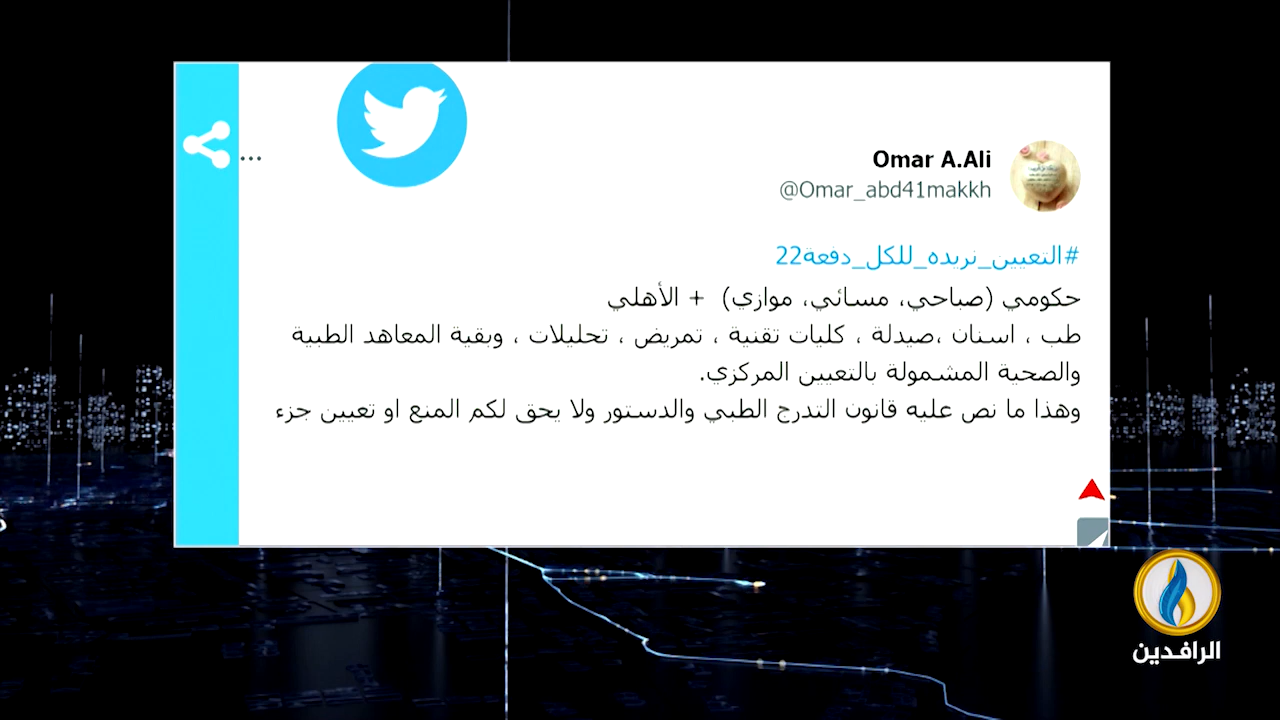 Omar A.Ali
@Omar_abd41makkh
#التعيين_نريده_للكل_دفعة22
حكومي (صباحي، مسائي، موازي) + الأهلي
طب ، اسنان ،صيدلة ، كليات تقنية ، تمريض ، تحليلات ، وبقية المعاهد الطبية
والصحية المشمولة بالتعيين المركزي.
وهذا ما نص عليه قانون التدرج الطبي والدستور ولا يحق لكم المنع او تعيين جزء
الرافدين